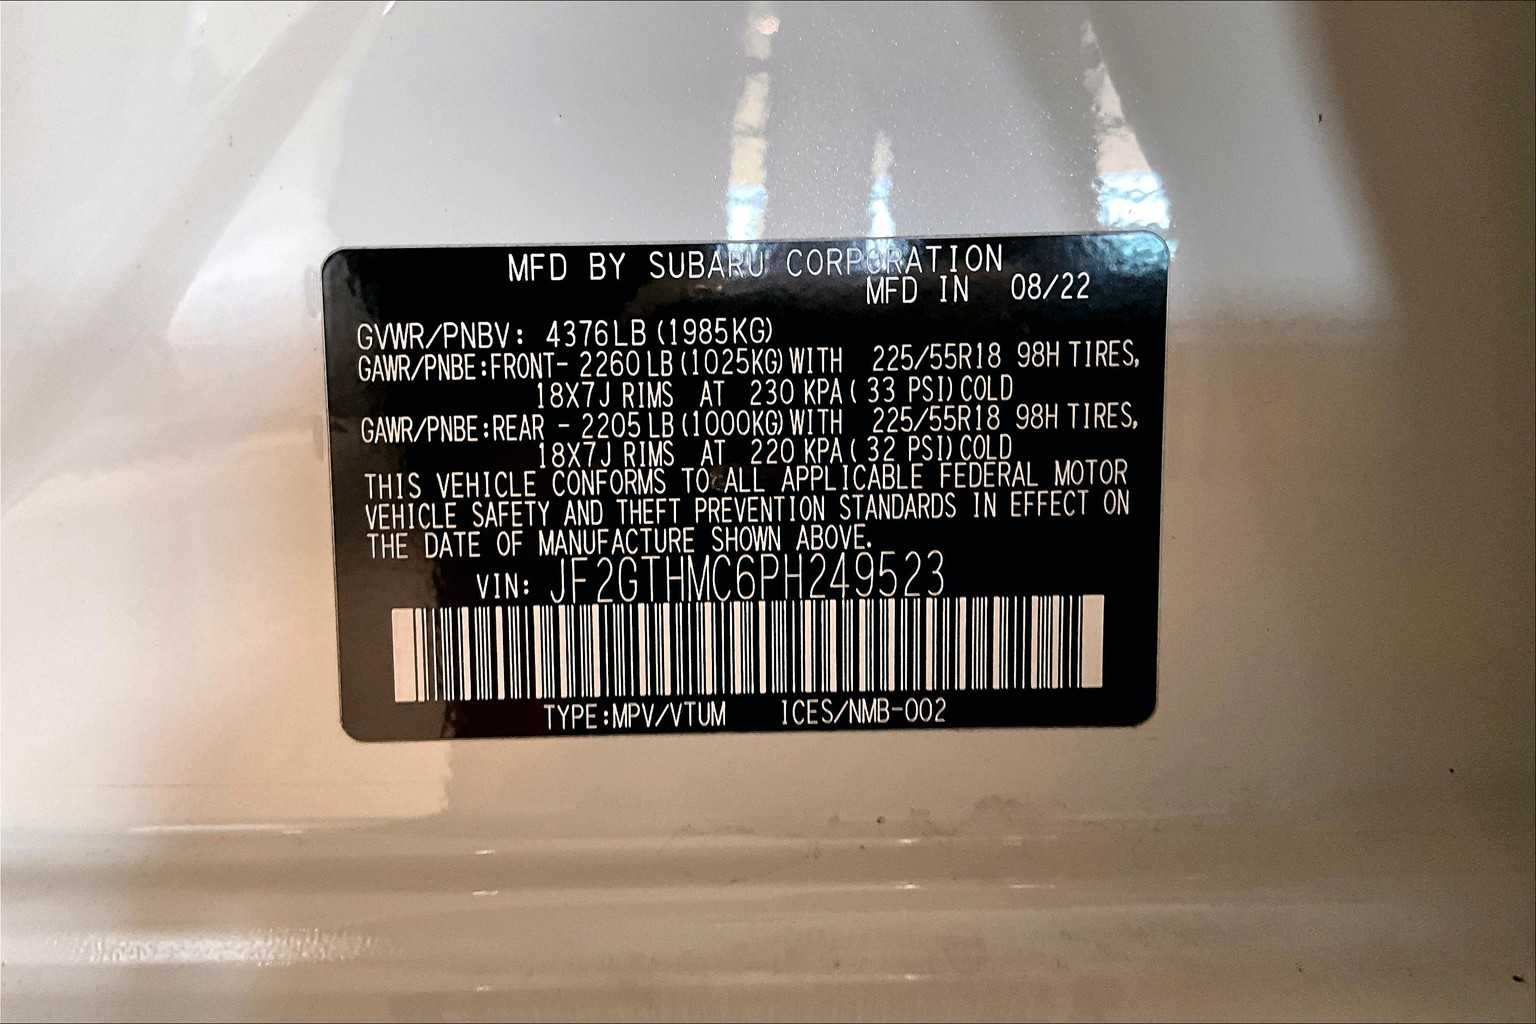 MFD BY SUBARU CORPORATION
MFD IN 08/22
GVWR/PNBV: 4376LB (1985KG)
GAWR/PNBE:FRONT- 2260 LB (1025KG) WITH 225/55R18 98H TIRES,
18X7J RIMS AT 230 KPA ( 33 PSI) COLD
GAWR/PNBE:REAR - 2205 LB (1000KG) WITH 225/55R18 98H TIRES,
18X7J RIMS AT 220 KPA ( 32 PSI) COLD
THIS VEHICLE CONFORMS TO ALL APPLICABLE FEDERAL MOTOR
VEHICLE SAFETY AND THEFT PREVENTION STANDARDS IN EFFECT ON
THE DATE OF MANUFACTURE SHOWN ABOVE.
VIN: JF2GTHMC6PH249523
TYPE:MPV/VTUM ICES/NMB-002